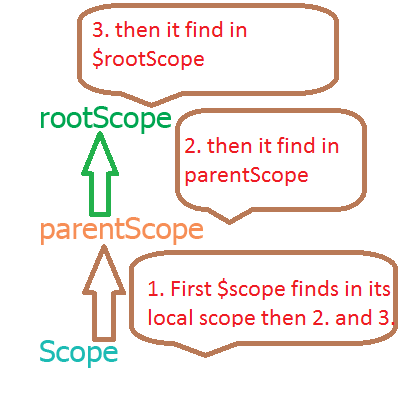 3. then it find in
$rootScope
rootScope
2. then it find in
parentScope
parentScope
1. First $scope finds in its
local scope then 2. and 3.
Scope